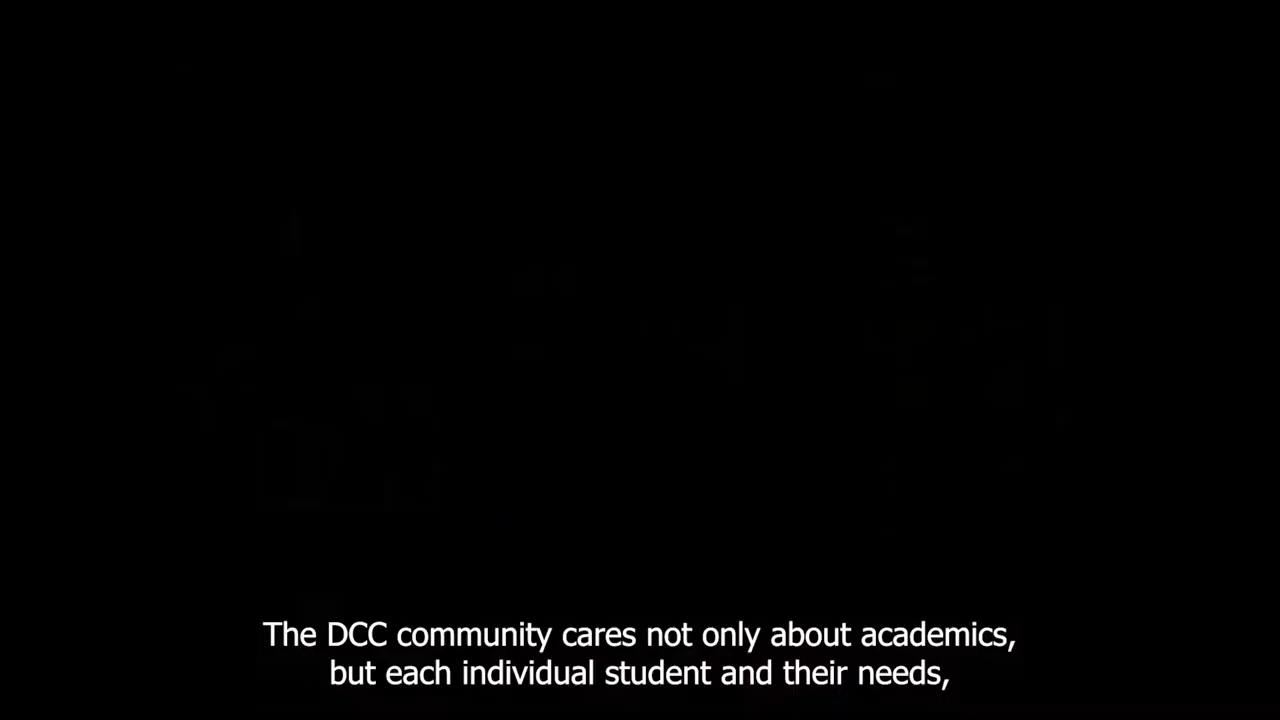 The DCC community cares not only about academics,
but each individual student and their needs,